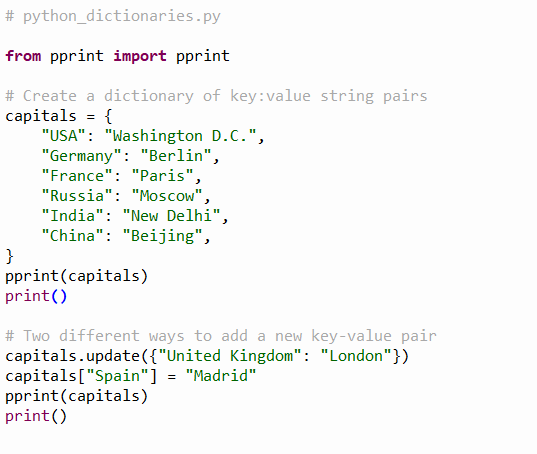 # python_dictionaries.py
from pprint import pprint
# Create a dictionary of key:value string pairs
capitals = {
    "USA": "Washington D.C.",
    "Germany": "Berlin",
    "France": "Paris",
    "Russia": "Moscow",
    "India": "New Delhi",
    "China": "Beijing",
}
pprint(capitals)
print()
# Two different ways to add a new key-value pair
capitals.update({"United Kingdom": "London"})
capitals["Spain"] = "Madrid"
pprint(capitals)
print()